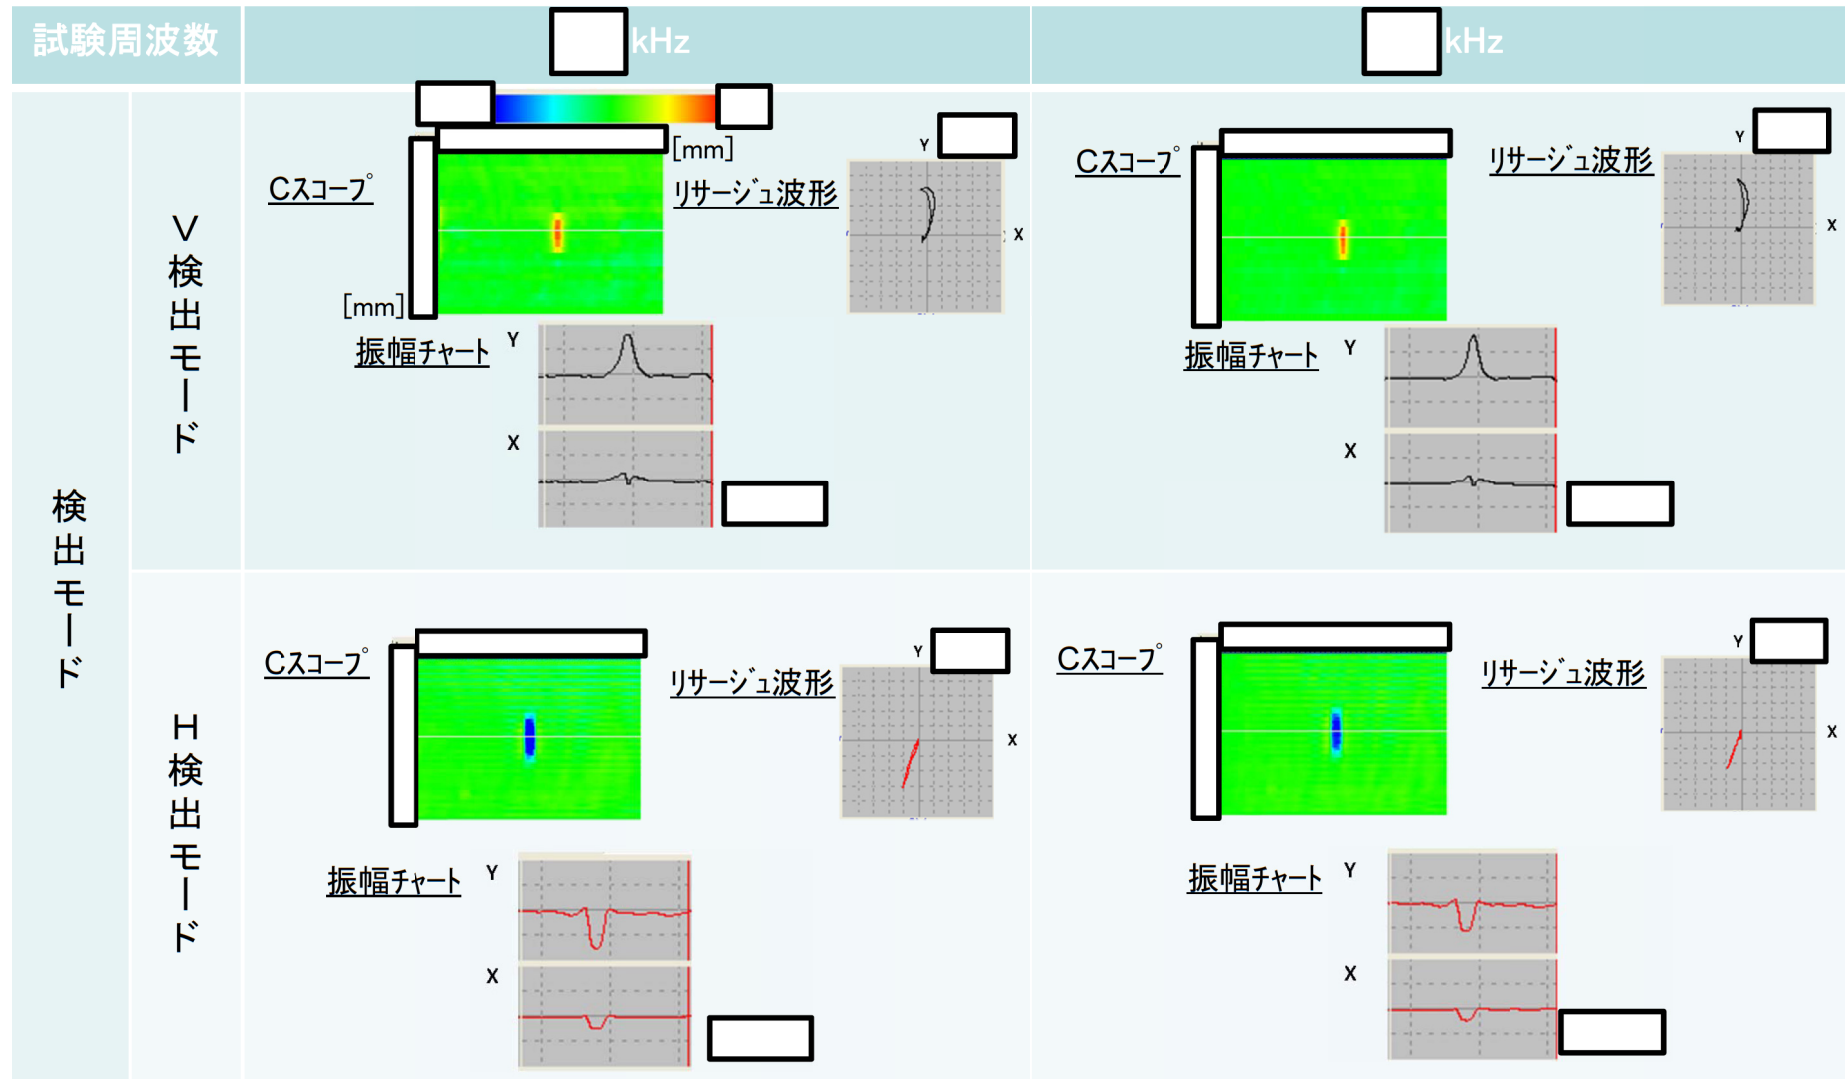 試験周波数
kHz
kHz
検出モード
V検出モード
Cスコープ
[mm]
[mm]
リサージュ波形
Y
X
振幅チャート
Y
X
Cスコープ
リサージュ波形
Y
X
振幅チャート
Y
X
H検出モード
Cスコープ
リサージュ波形
Y
X
振幅チャート
Y
X
Cスコープ
リサージュ波形
Y
X
振幅チャート
Y
X